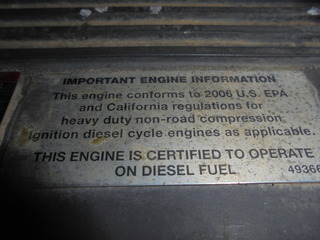 IMPORTANT ENGINE INFORMATION
This engine conforms to 2006 U.S. EPA
and California regulations for
heavy duty non-road compression
ignition diesel cycle engines as applicable.
THIS ENGINE IS CERTIFIED TO OPERATE
ON DIESEL FUEL
49366